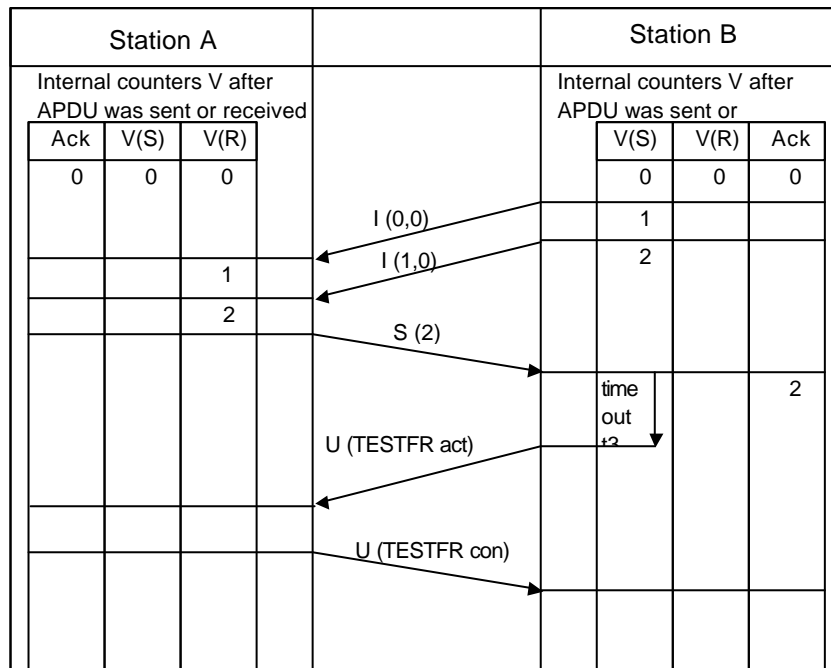 Station A
Station B
Internal counters V after
APDU was sent or received
Internal counters V after
APDU was sent or
Ack V(S) V(R)
V(S) V(R) Ack
0 0 0
0 0 0
I (0,0)
1
I (1,0)
2
1
2
S (2)
time
out
t3
2
U (TESTFR act)
U (TESTFR con)